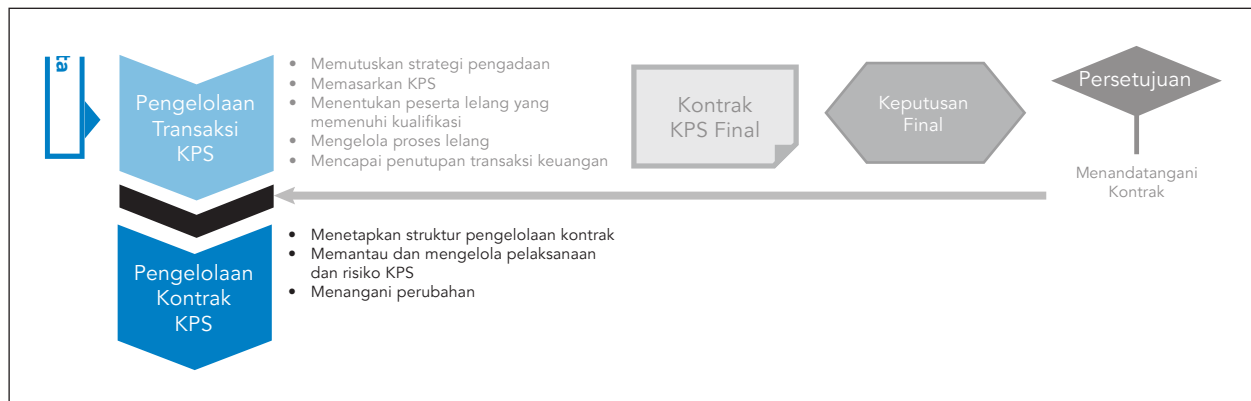 ta
Pengelolaan
Transaksi
KPS
• Memutuskan strategi pengadaan
• Memasarkan KPS
• Menentukan peserta lelang yang
memenuhi kualifikasi
• Mengelola proses lelang
• Mencapai penutupan transaksi keuangan
Kontrak
KPS Final
Keputusan
Final
Persetujuan
Menandatangani
Kontrak
Pengelolaan
Kontrak
KPS
• Menetapkan struktur pengelolaan kontrak
• Memantau dan mengelola pelaksanaan
dan risiko KPS
• Menangani perubahan